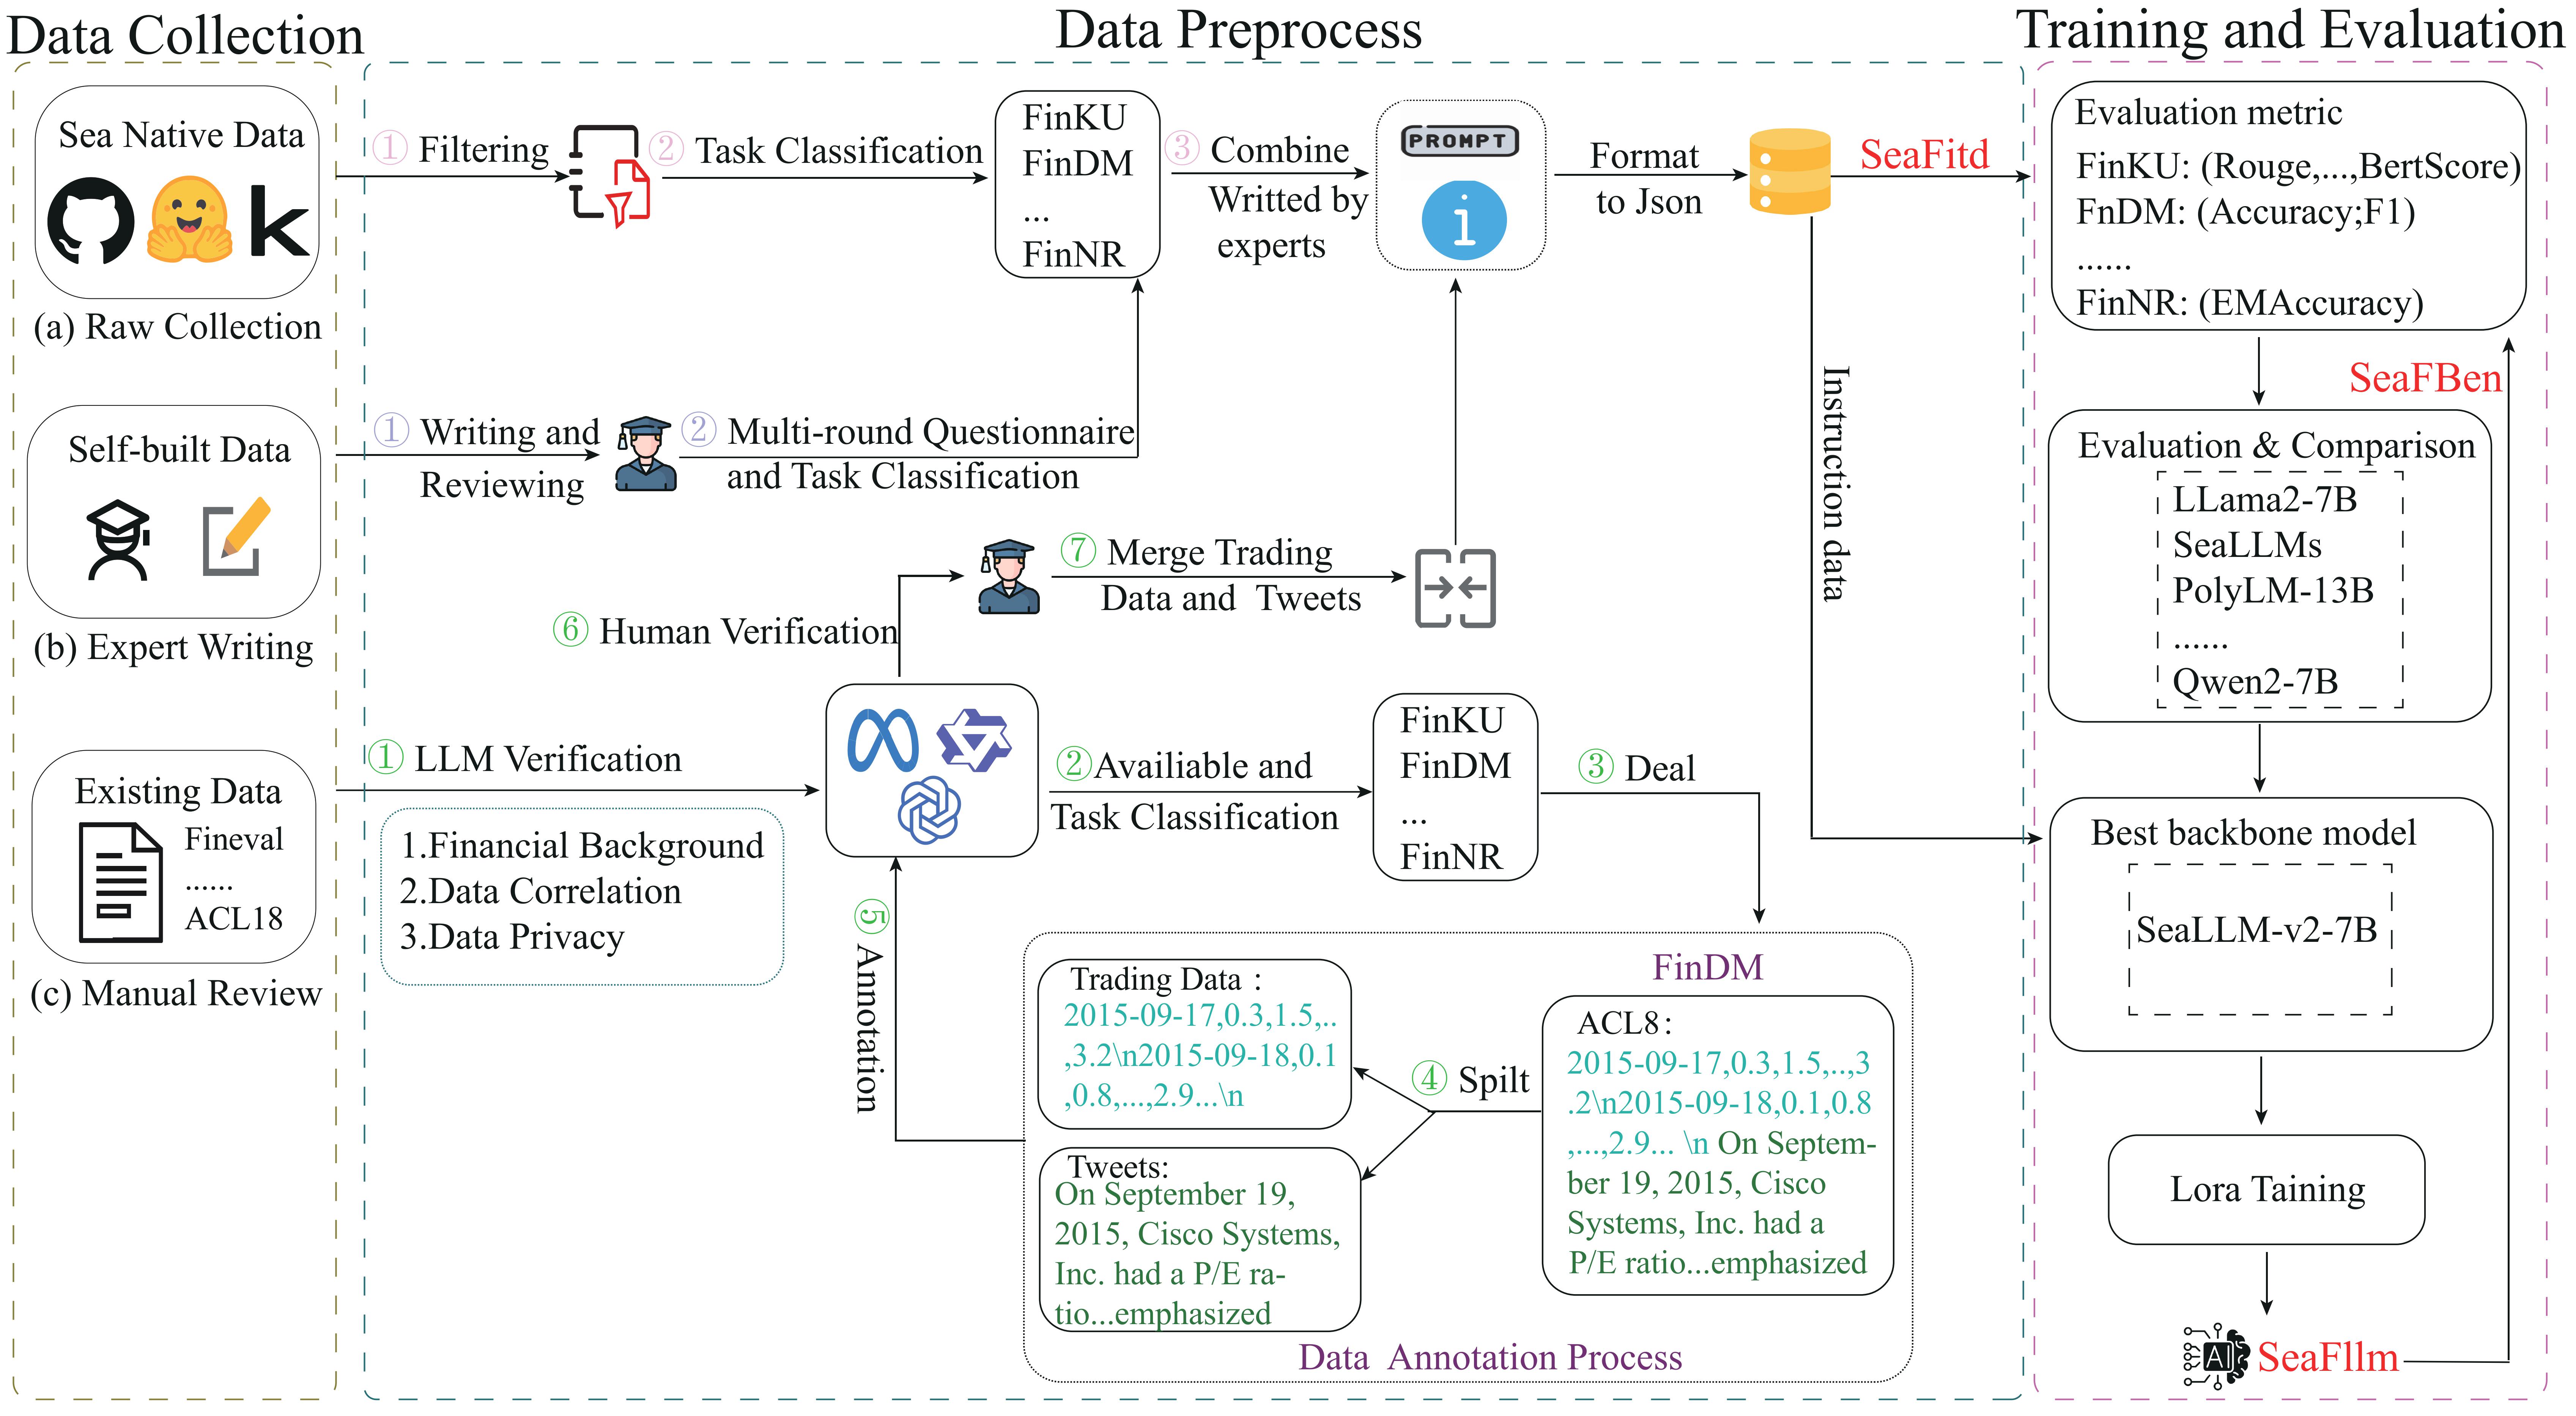 Data Collection
Sea Native Data
(a) Raw Collection
Self-built Data
(b) Expert Writing
Existing Data
Fineval
......
ACL18
(c) Manual Review
Data Preprocess
① Filtering
② Task Classification
FinKU
FinDM
...
FinNR
③ Combine
Writted by
experts
PROMPT
i
Format
to Json
SeaFitd
① Writing and
Reviewing
② Multi-round Questionnaire
and Task Classification
⑦ Merge Trading
Data and Tweets
⑥ Human Verification
① LLM Verification
1.Financial Background
2.Data Correlation
3.Data Privacy
②Availiable and
Task Classification
FinKU
FinDM
...
FinNR
③ Deal
FinDM
ACL8:
2015-09-17,0.3,1.5,..,3
.2\n2015-09-18,0.1,0.8
,...,2.9... \n On Septem-
ber 19, 2015, Cisco
Systems, Inc. had a
P/E ratio...emphasized
④ Spilt
Trading Data :
2015-09-17,0.3,1.5,..
,3.2\n2015-09-18,0.1
,0.8,...,2.9...\n
Tweets:
On September 19,
2015, Cisco Systems,
Inc. had a P/E ra-
tio...emphasized
Data Annotation Process
⑤ Annotation
Instruction data
Training and Evaluation
Evaluation metric
FinKU: (Rouge,...,BertScore)
FnDM: (Accuracy;F1)
......
FinNR: (EMAccuracy)
SeaFBen
Evaluation & Comparison
LLama2-7B
SeaLLMs
PolyLM-13B
......
Qwen2-7B
Best backbone model
SeaLLM-v2-7B
Lora Taining
AI
SeaFllm